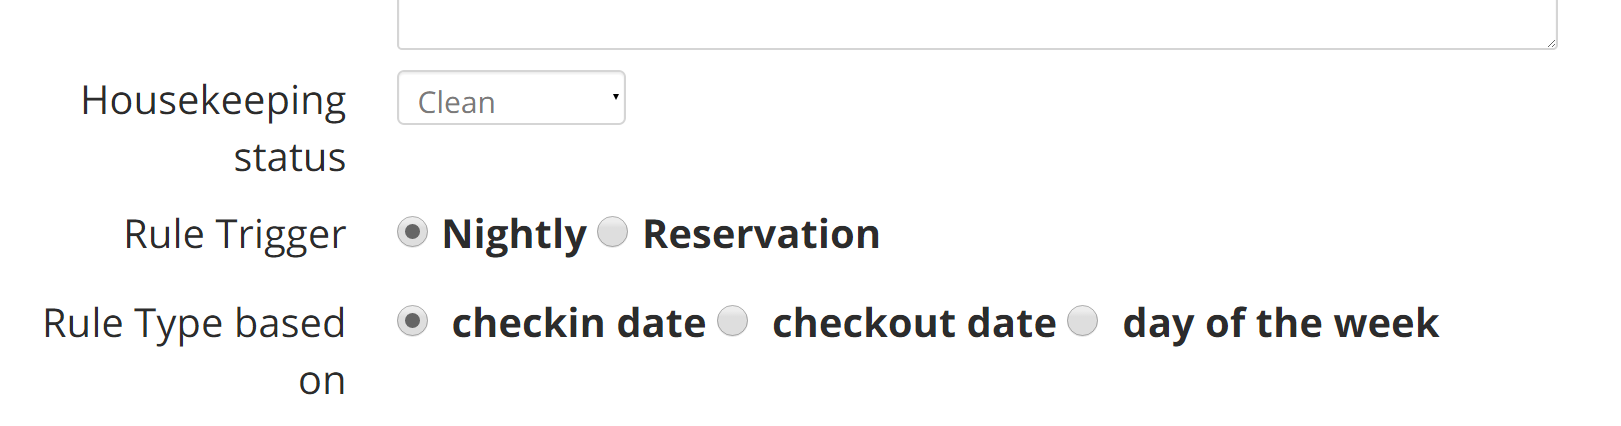 Housekeeping Clean
status
Rule Trigger Nightly Reservation
Rule Type based checkin date checkout date day of the week
on